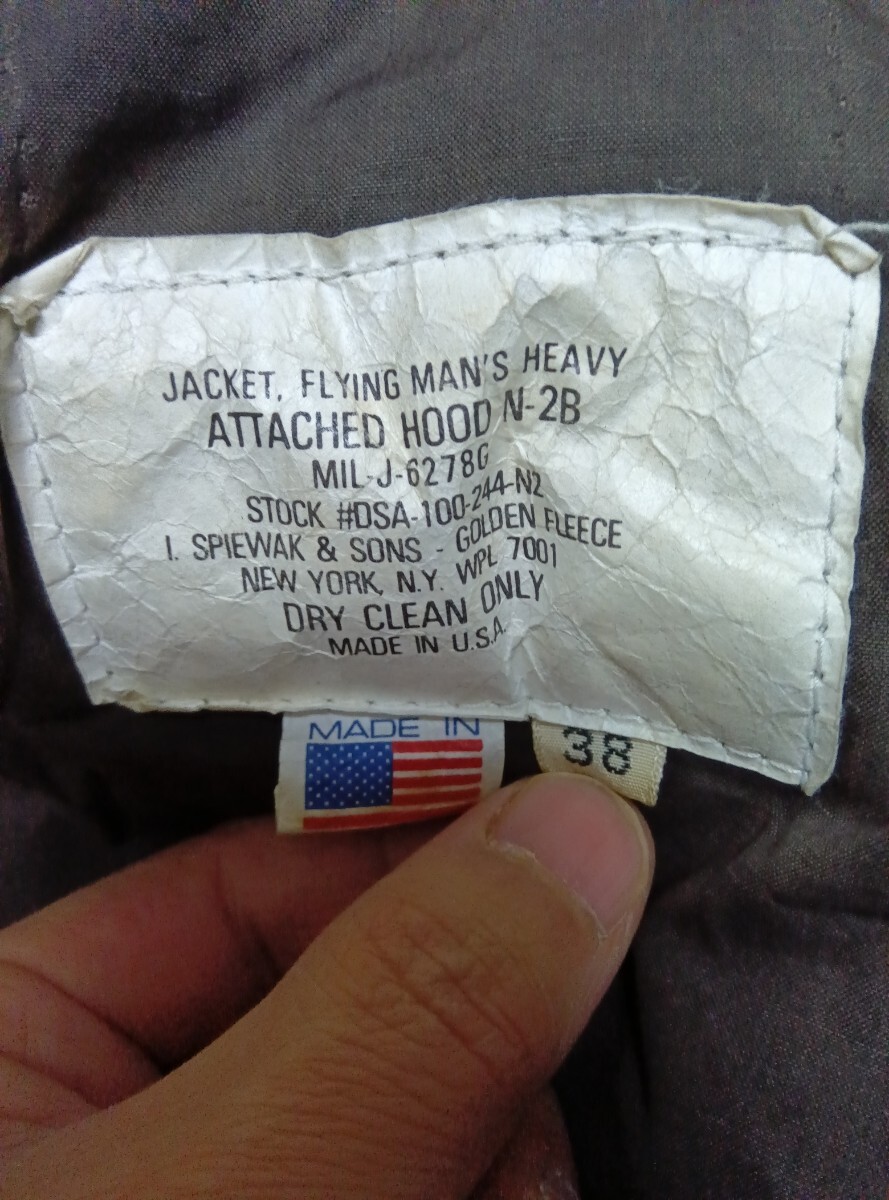 JACKET, FLYING MAN'S HEAVY
ATTACHED HOOD N-2B
MIL-J-6278G
STOCK #DSA-100-244-N2
I. SPIEWAK & SONS - GOLDEN FLEECE
NEW YORK, N.Y. WPL 7001
DRY CLEAN ONLY
MADE IN U.S.A.
MADE IN
38